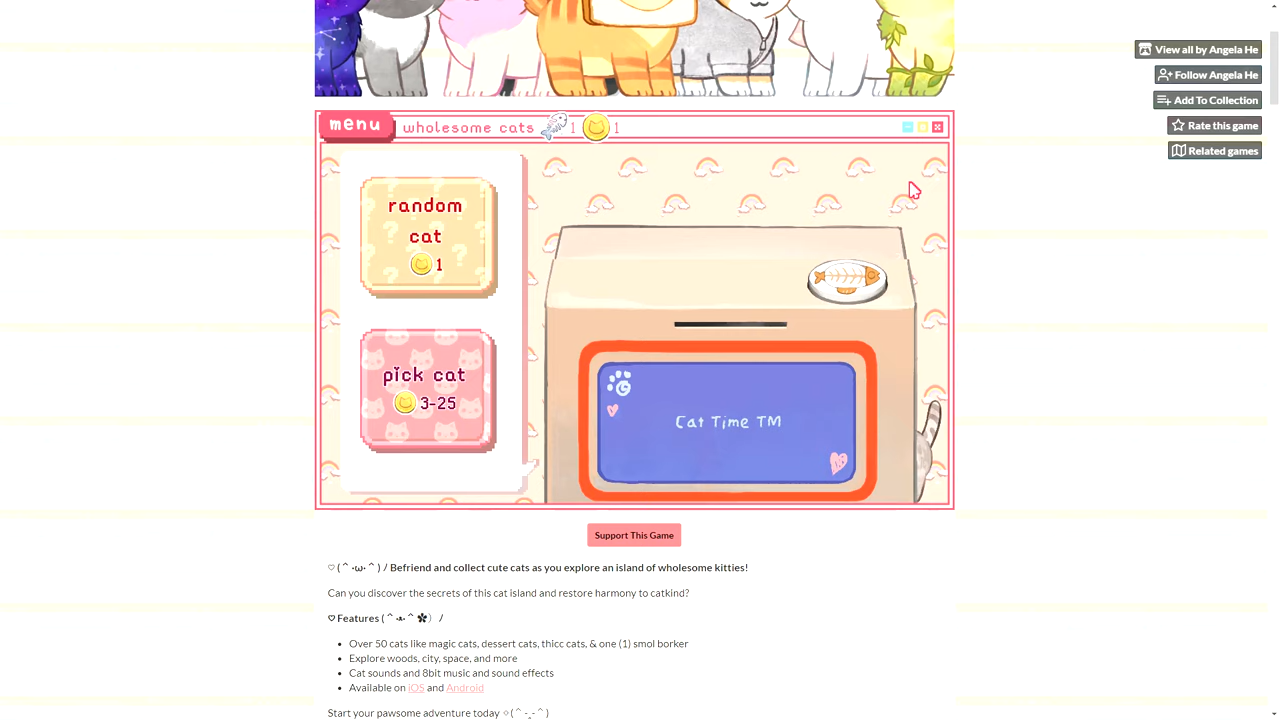 View all by Angela He
Follow Angela He
Add To Collection
Rate this game
Related games
menu wholesome cats 1 1
random
cat
1
pick cat
3-25
Cat Time TM
Support This Game
♡ ( ^ •ω• ^ ) / Befriend and collect cute cats as you explore an island of wholesome kitties!
Can you discover the secrets of this cat island and restore harmony to catkind?
♡ Features ( ^ •ᴥ• ^ ✿) /
• Over 50 cats like magic cats, dessert cats, thicc cats, & one (1) smol borker
• Explore woods, city, space, and more
• Cat sounds and 8bit music and sound effects
• Available on iOS and Android
Start your pawsome adventure today ✧( ^ -_- ^ )